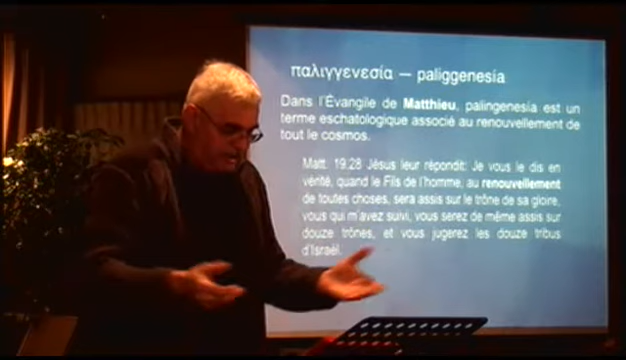 παλιγγενεσία – paliggenesia
Dans l'Évangile de Matthieu, palingenesia est un
terme eschatologique associé au renouvellement de
tout le cosmos.
Matt. 19:28 Jésus leur répondit: Je vous le dis en
vérité, quand le Fils de l'homme, au renouvellement
de toutes choses, sera assis sur le trône de sa gloire,
vous qui m'avez suivi, vous serez de même assis sur
douze trônes, et vous jugerez les douze tribus
d'Israël.